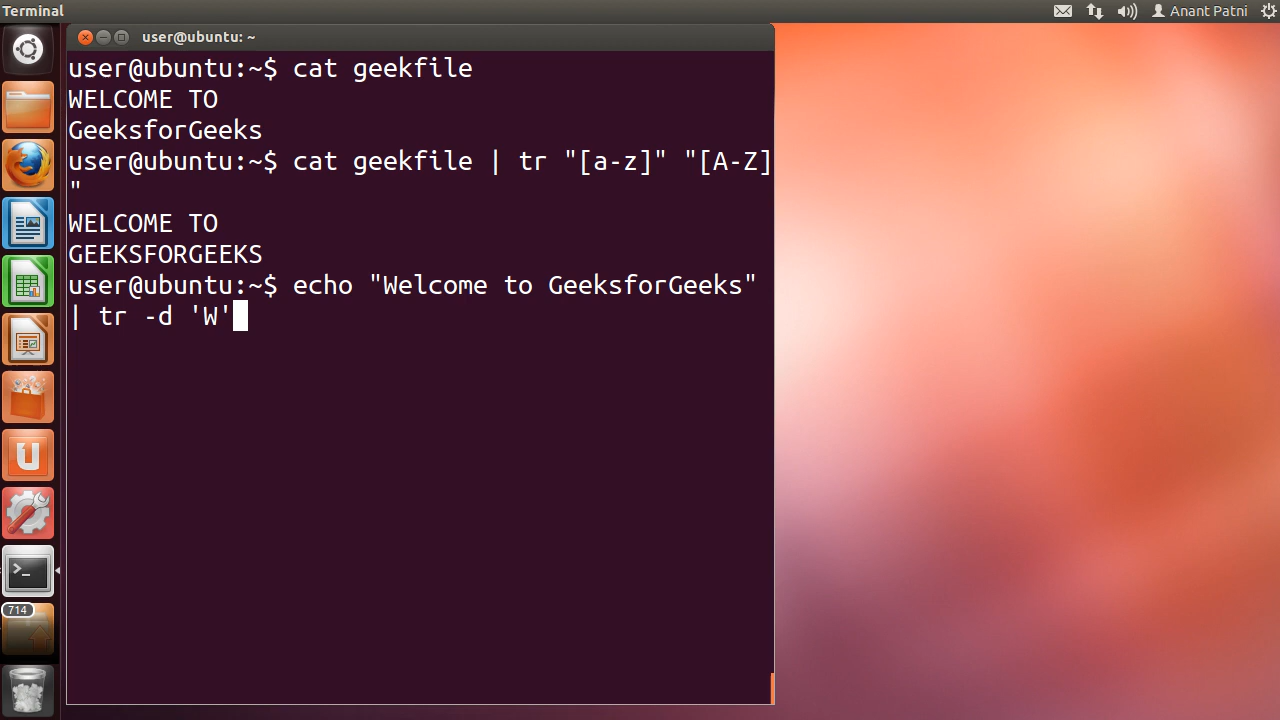 Terminal
Anant Patni
user@ubuntu: ~
user@ubuntu:~$ cat geekfile
WELCOME TO
GeeksforGeeks
user@ubuntu:~$ cat geekfile | tr "[a-z]" "[A-Z]
"
WELCOME TO
GEEKSFORGEEKS
user@ubuntu:~$ echo "Welcome to GeeksforGeeks"
| tr -d 'W'
>_
714